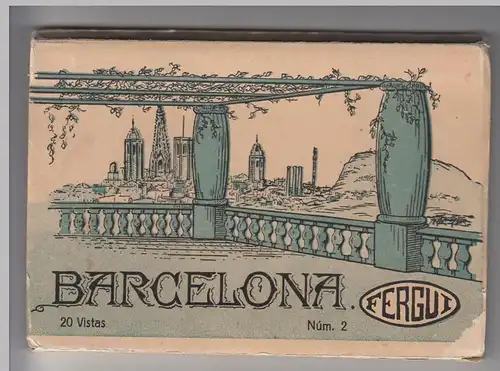 BARCELONA. FERGUI
20 Vistas Núm. 2